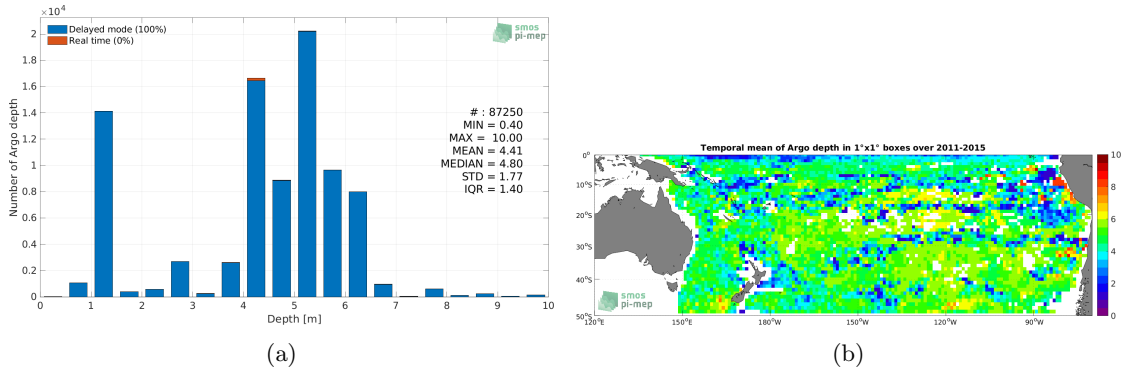 ×10⁴
Delayed mode (100%)
Real time (0%)
smos
pi-mep
# : 87250
MIN = 0.40
MAX = 10.00
MEAN = 4.41
MEDIAN = 4.80
STD = 1.77
IQR = 1.40
Number of Argo depth
2
1.8
1.6
1.4
1.2
1
0.8
0.6
0.4
0.2
0
0 1 2 3 4 5 6 7 8 9 10
Depth [m]
(a)
Temporal mean of Argo depth in 1°x1° boxes over 2011-2015
0°
10°S
20°S
30°S
40°S
50°S
120°E 150°E 180°W 150°W 120°W 90°W
smos
pi-mep
10
8
6
4
2
0
(b)